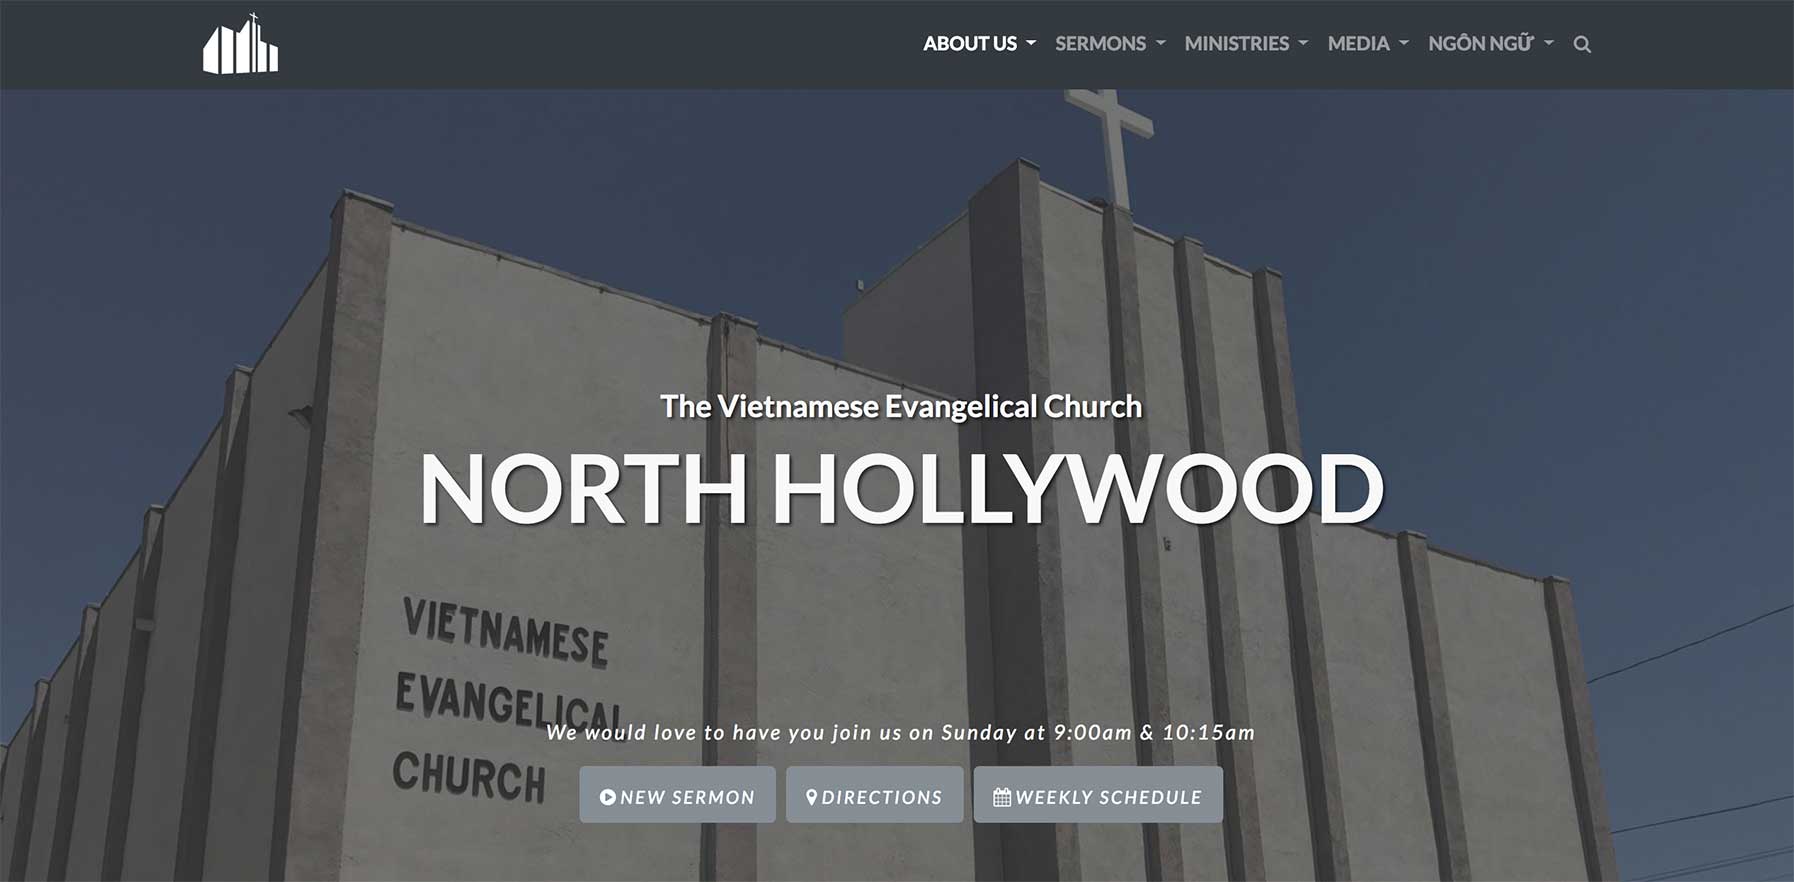 ABOUT US SERMONS MINISTRIES MEDIA NGÔN NGỮ
The Vietnamese Evangelical Church
NORTH HOLLYWOOD
VIETNAMESE
EVANGELICAL
CHURCH
We would love to have you join us on Sunday at 9:00am & 10:15am
NEW SERMON DIRECTIONS WEEKLY SCHEDULE